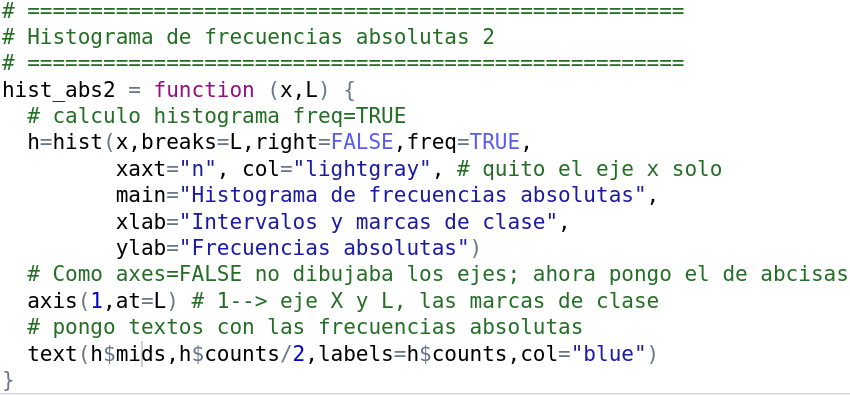 # ====================================================
# Histograma de frecuencias absolutas 2
# ====================================================
hist_abs2 = function (x,L) {
  # calculo histograma freq=TRUE
  h=hist(x,breaks=L,right=FALSE,freq=TRUE,
         xaxt="n", col="lightgray", # quito el eje x solo
         main="Histograma de frecuencias absolutas",
         xlab="Intervalos y marcas de clase",
         ylab="Frecuencias absolutas")
  # Como axes=FALSE no dibujaba los ejes; ahora pongo el de abcisas
  axis(1,at=L) # 1--> eje X y L, las marcas de clase
  # pongo textos con las frecuencias absolutas
  text(h$mids,h$counts/2,labels=h$counts,col="blue")
}